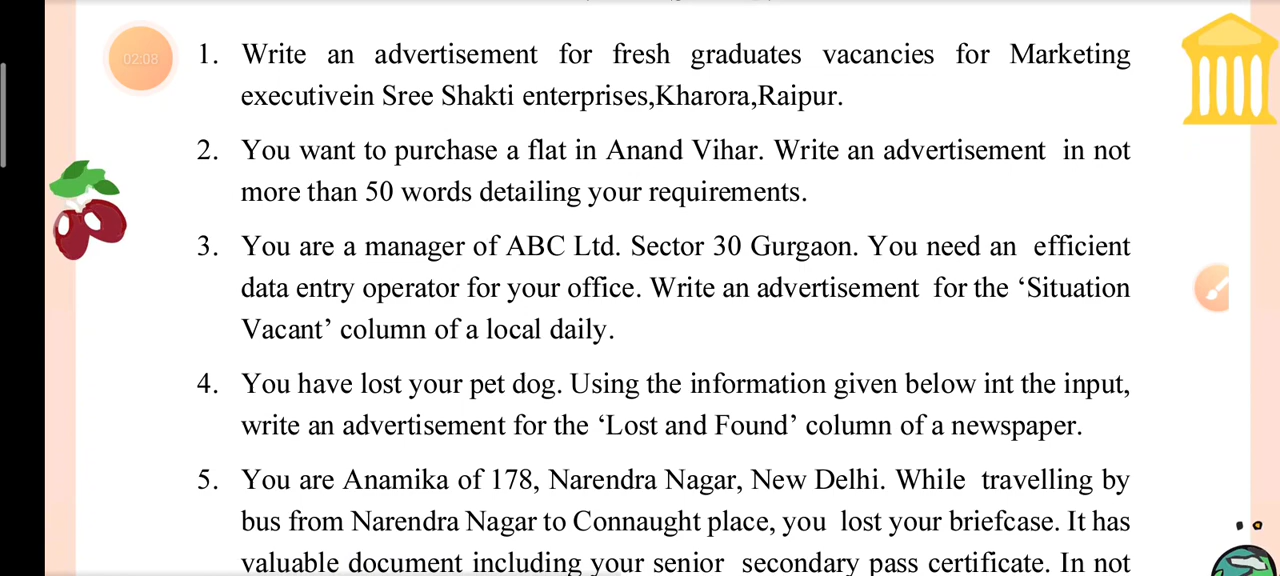 02:08
1. Write an advertisement for fresh graduates vacancies for Marketing
executivein Sree Shakti enterprises,Kharora,Raipur.
2. You want to purchase a flat in Anand Vihar. Write an advertisement in not
more than 50 words detailing your requirements.
3. You are a manager of ABC Ltd. Sector 30 Gurgaon. You need an efficient
data entry operator for your office. Write an advertisement for the ‘Situation
Vacant’ column of a local daily.
4. You have lost your pet dog. Using the information given below int the input,
write an advertisement for the ‘Lost and Found’ column of a newspaper.
5. You are Anamika of 178, Narendra Nagar, New Delhi. While travelling by
bus from Narendra Nagar to Connaught place, you lost your briefcase. It has
valuable document including your senior secondary pass certificate. In not